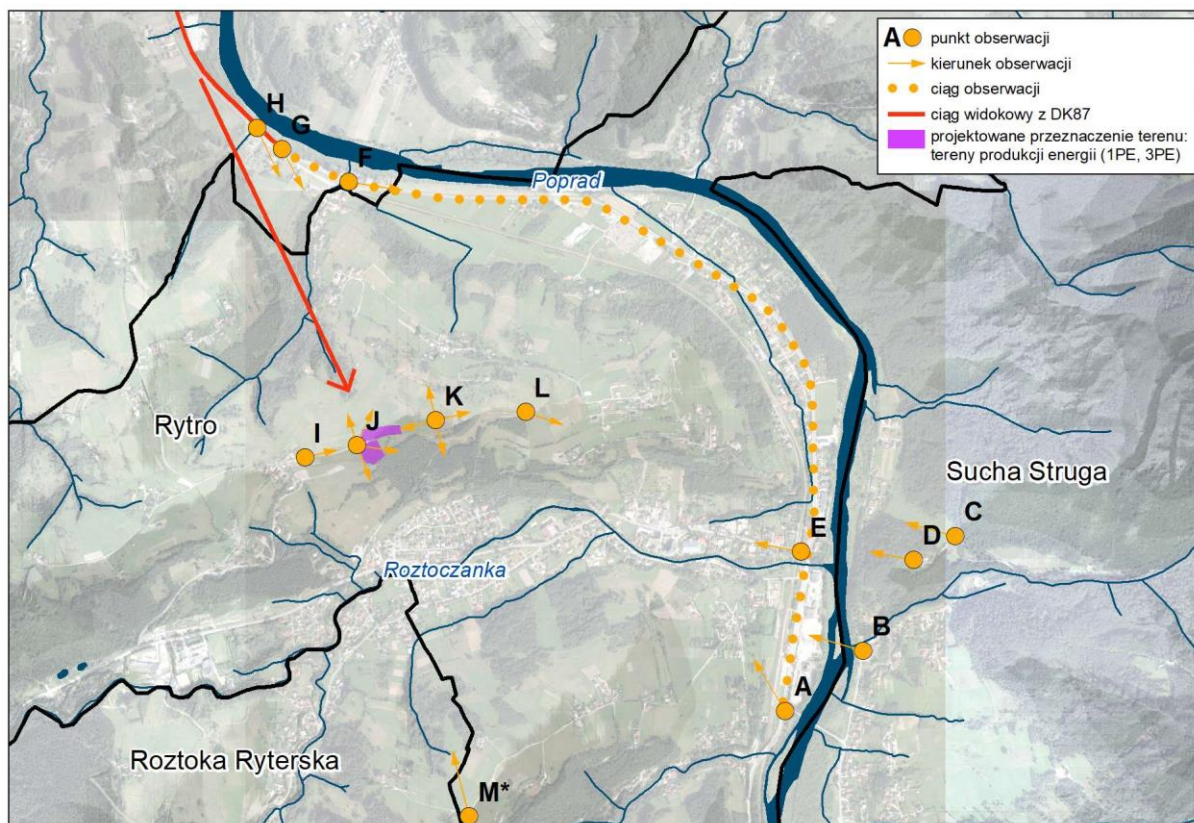 A punkt obserwacji
kierunek obserwacji
ciąg obserwacji
ciąg widokowy z DK87
projektowane przeznaczenie terenu:
tereny produkcji energii (1PE, 3PE)
H
G
F
Poprad
K
L
J
I
Rytro
Sucha Struga
C
E
D
Roztoczanka
B
A
Roztoka Ryterska
M*